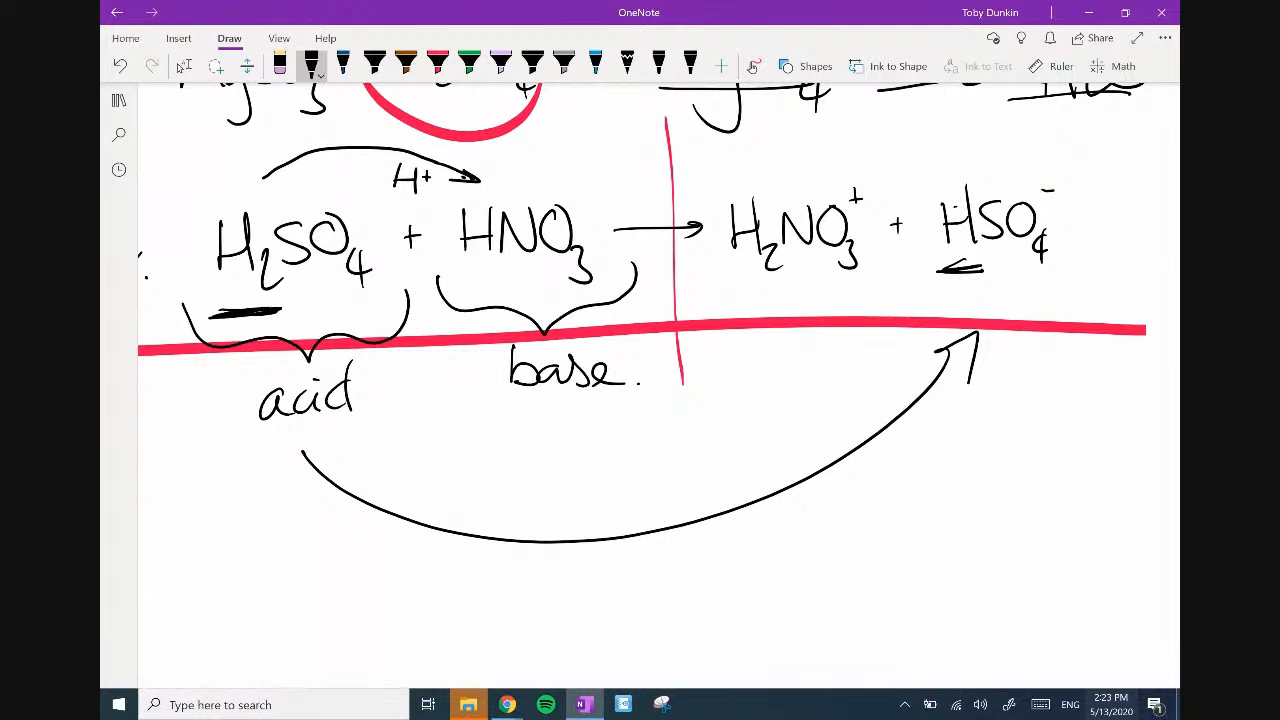 OneNote
Toby Dunkin
Home Insert Draw View Help
Share
Shapes Ink to Shape Ink to Text Ruler Math
H+
H₂SO₄ + HNO₃ → H₂NO₃⁺ + HSO₄⁻
acid
base.
Type here to search
ENG
2:23 PM
5/13/2020